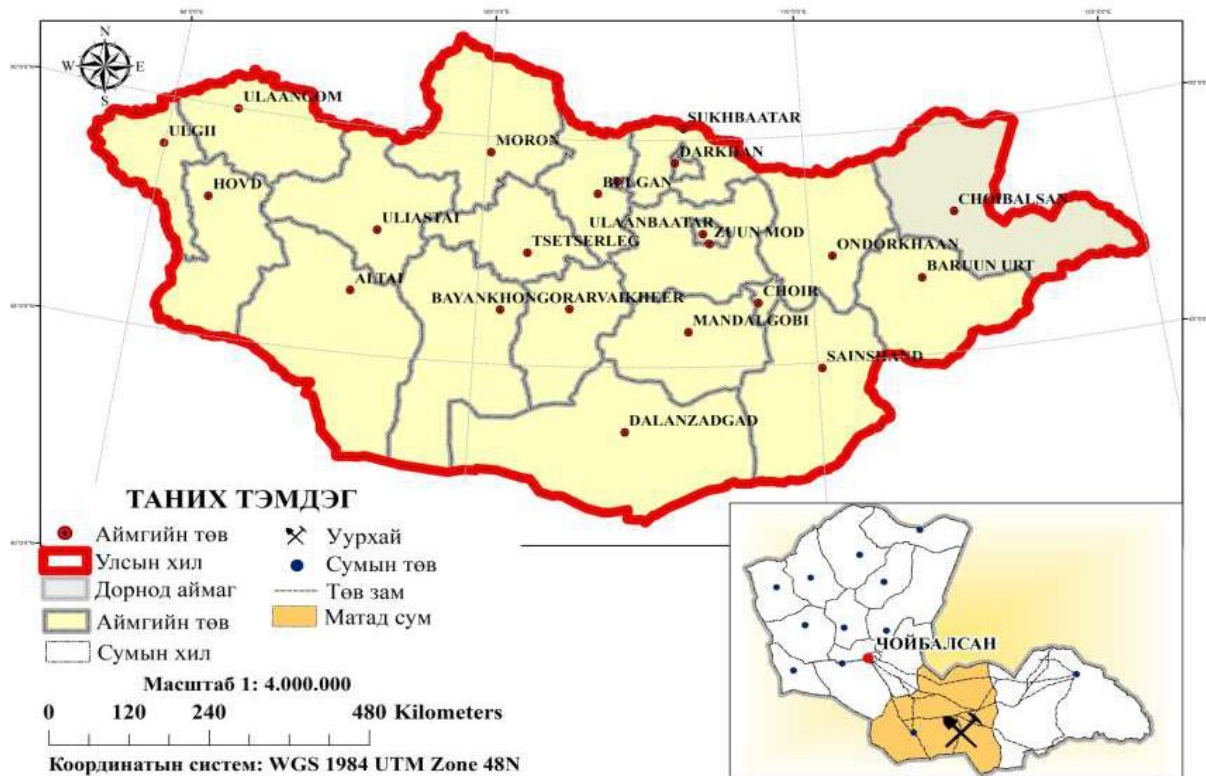 N
W E
S
ULAANGOM
ULGII
HOVD
MORON
SUKHBAATAR
DARKHAN
BULGAN
ULIASTAI
ULAANBAATAR
ZUUN MOD
TSETSERLEG
CHOIBALSAN
ONDORKHAAN
BARUUN URT
ALTAI
BAYANKHONGOR
ARVAIKHEER
CHOIR
MANDALGOBI
SAINSHAND
DALANZADGAD
ТАНИХ ТЭМДЭГ
Аймгийн төв
Улсын хил
Дорнод аймаг
Аймгийн төв
Сумын хил
Уурхай
Сумын төв
Төв зам
Матад сум
Масштаб 1: 4.000.000
0 120 240 480 Kilometers
Координатын систем: WGS 1984 UTM Zone 48N
ЧОЙБАЛСАН